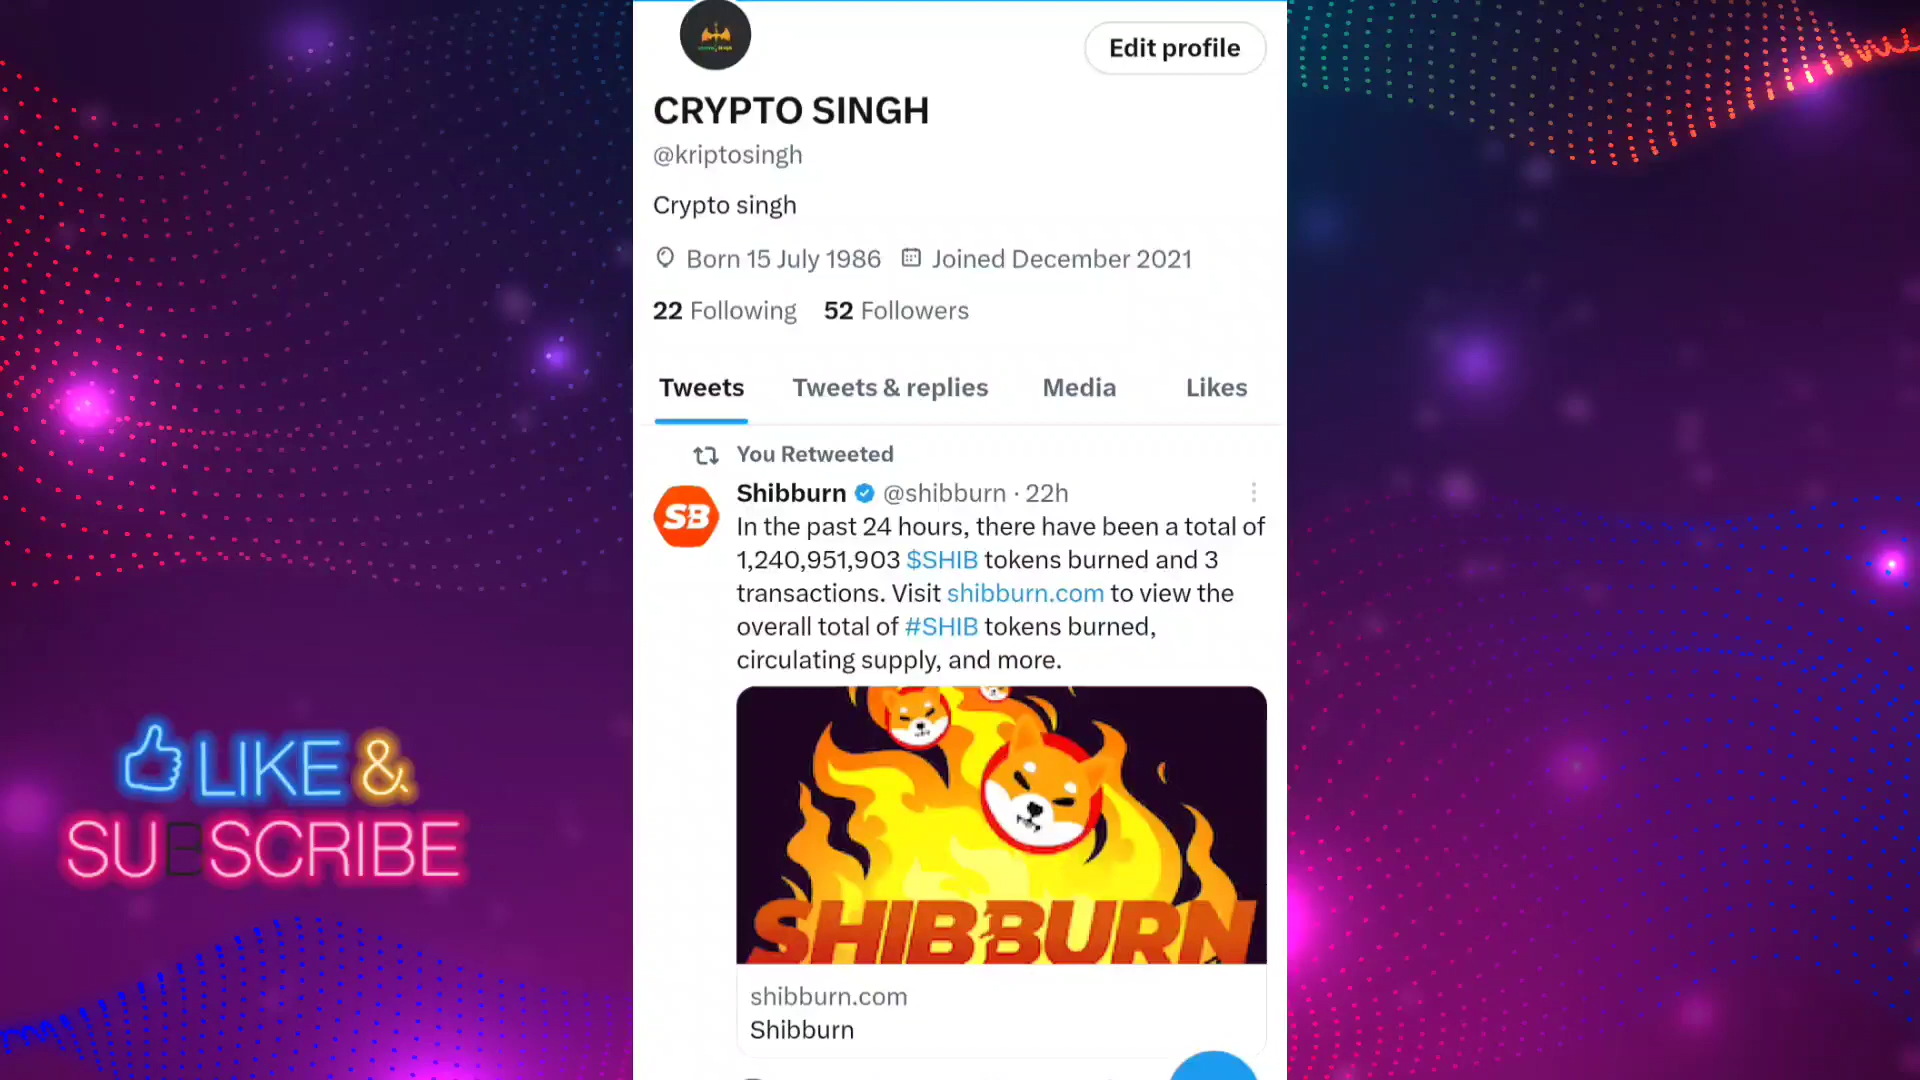 Edit profile
CRYPTO SINGH
@kriptosingh
Crypto singh
Born 15 July 1986 Joined December 2021
22 Following 52 Followers
Tweets Tweets & replies Media Likes
You Retweeted
Shibburn @shibburn · 22h
SB
In the past 24 hours, there have been a total of
1,240,951,903 $SHIB tokens burned and 3
transactions. Visit shibburn.com to view the
overall total of #SHIB tokens burned,
circulating supply, and more.
SHIBBURN
shibburn.com
Shibburn
LIKE &
SUBSCRIBE